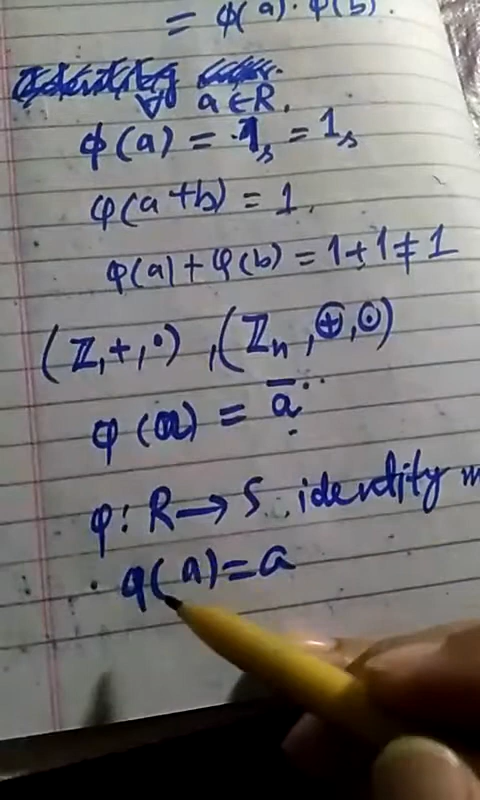 = φ(a) · φ(b).
∀ a ∈ R.
φ(a) = 1ₛ = 1ₛ
φ(a+b) = 1.
φ(a) + φ(b) = 1+1 ≠ 1
(ℤ, +, ·), (ℤₙ, ⊕, ⊙)
φ(a) = a̅
φ : R → S identity
φ(a) = a